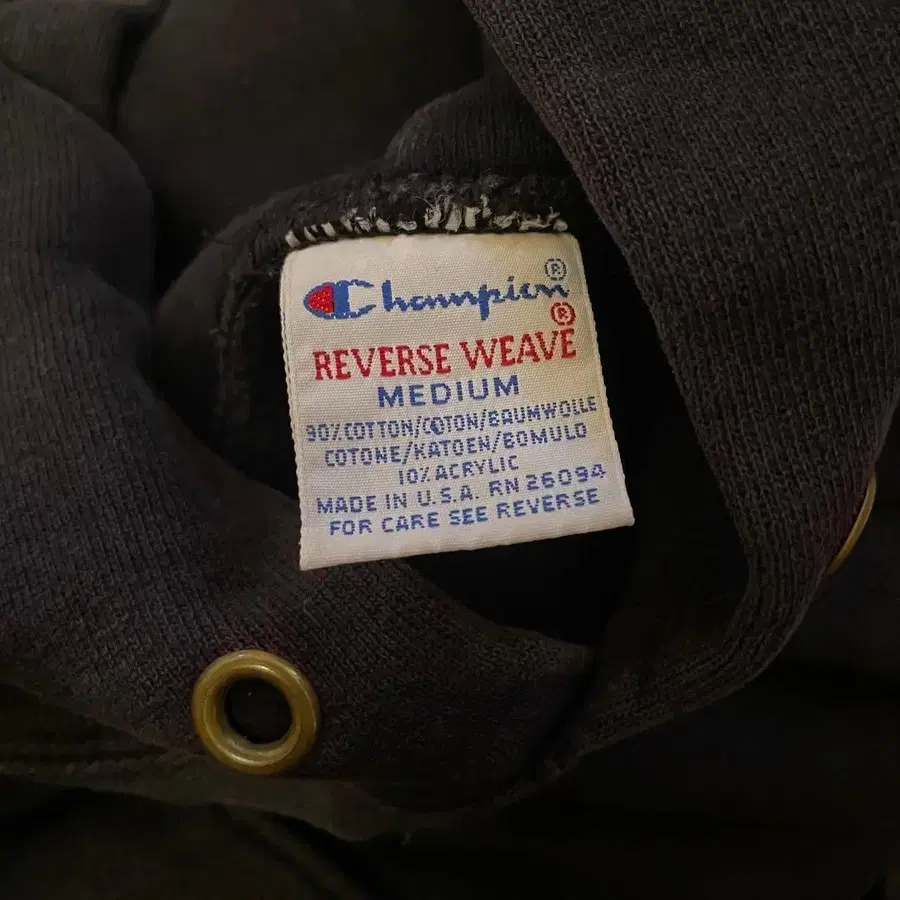 Champion®
REVERSE WEAVE®
MEDIUM
90% COTTON/COTON/BAUMWOLLE
COTONE/KATOEN/BOMULD
10% ACRYLIC
MADE IN U.S.A. RN 26094
FOR CARE SEE REVERSE